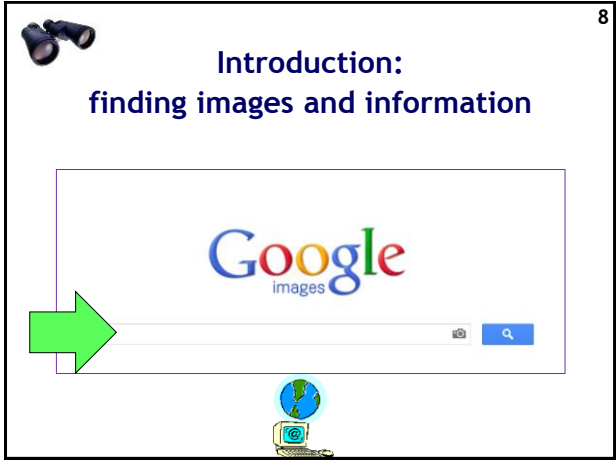 8
Introduction:
finding images and information
Google
images
@